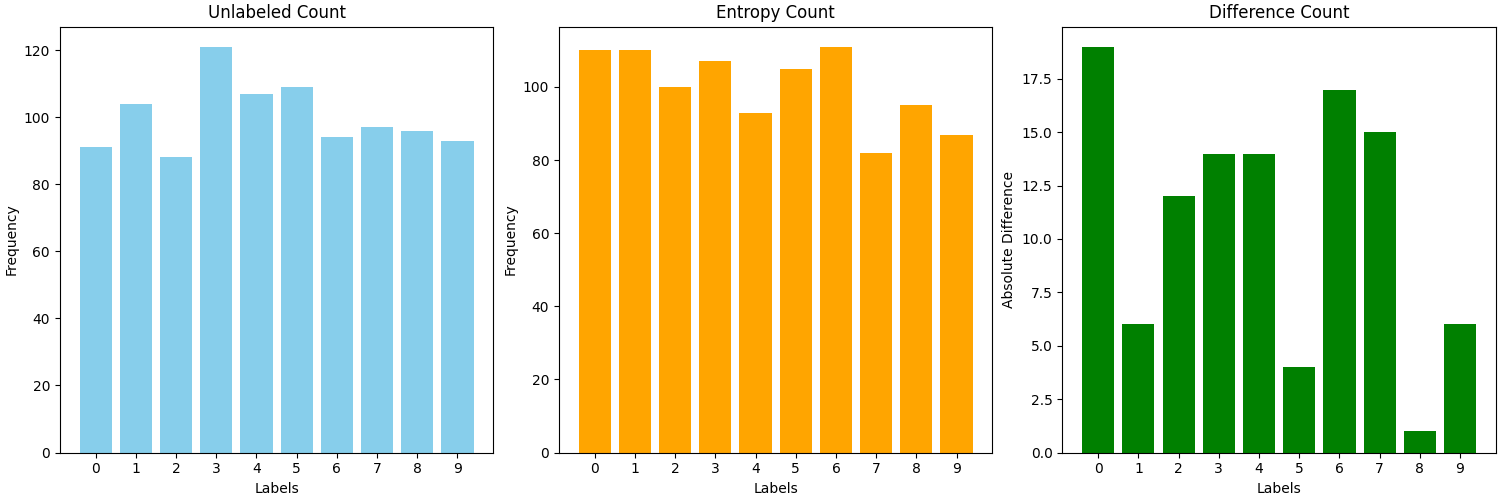 Unlabeled Count
120
100
80
60
40
20
0
Frequency
0 1 2 3 4 5 6 7 8 9
Labels
Entropy Count
100
80
60
40
20
0
Frequency
0 1 2 3 4 5 6 7 8 9
Labels
Difference Count
17.5
15.0
12.5
10.0
7.5
5.0
2.5
0.0
Absolute Difference
0 1 2 3 4 5 6 7 8 9
Labels